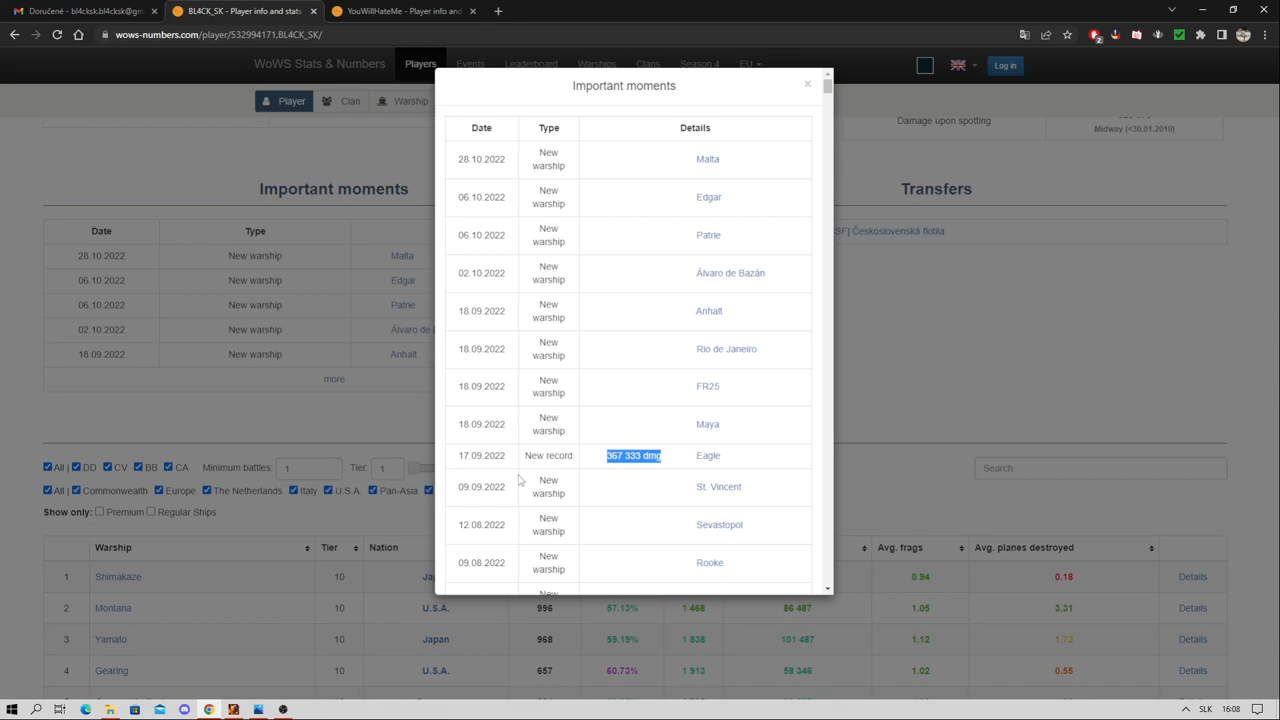 Doručené - bl4cksk.bl4cksk@gm
BL4CK_SK - Player info and stats
YouWillHateMe - Player info and
wows-numbers.com/player/532994171,BL4CK_SK/
WoWS Stats & Numbers
Players
Events
Leaderboard
Warships
Clans
Season 4
EU
Log in
Player
Clan
Warship
Important moments
Date
Type
Details
28.10.2022
New warship
Malta
06.10.2022
New warship
Edgar
06.10.2022
New warship
Patrie
02.10.2022
New warship
Álvaro de Bazán
18.09.2022
New warship
Anhalt
18.09.2022
New warship
Rio de Janeiro
18.09.2022
New warship
FR25
18.09.2022
New warship
Maya
17.09.2022
New record
367 333 dmg
Eagle
09.09.2022
New warship
St. Vincent
12.08.2022
New warship
Sevastopol
09.08.2022
New warship
Rooke
New
Damage upon spotting
Midway (<30.01.2019)
Important moments
Date
Type
28.10.2022
New warship
Malta
06.10.2022
New warship
Edgar
06.10.2022
New warship
Patrie
02.10.2022
New warship
Álvaro de
18.09.2022
New warship
Anhalt
more
Transfers
Československá flotila
All | DD CV BB CA Minimum battles: 1 Tier: 1
Search
All | Commonwealth Europe The Netherlands Italy U.S.A. Pan-Asia
Show only: Premium Regular Ships
Warship
Tier
Nation
Avg. frags
Avg. planes destroyed
1
Shimakaze
10
0.94
0.18
Details
2
Montana
10
U.S.A.
996
57.13%
1 468
86 487
1.05
3.31
Details
3
Yamato
10
Japan
968
59.19%
1 838
101 487
1.12
1.72
Details
4
Gearing
10
U.S.A.
657
60.73%
1 913
58 346
1.02
0.55
Details
SLK
16:08